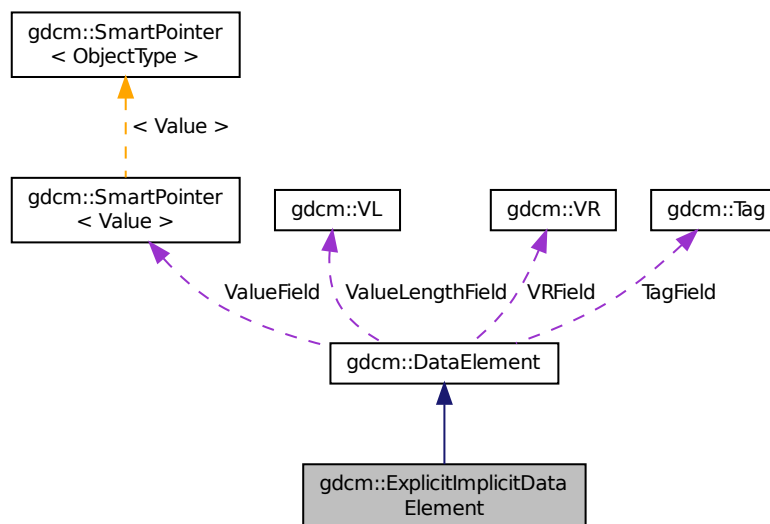 gdcm::SmartPointer
< ObjectType >
< Value >
gdcm::SmartPointer
< Value >
gdcm::VL
gdcm::VR
gdcm::Tag
ValueField
ValueLengthField
VRField
TagField
gdcm::DataElement
gdcm::ExplicitImplicitData
Element